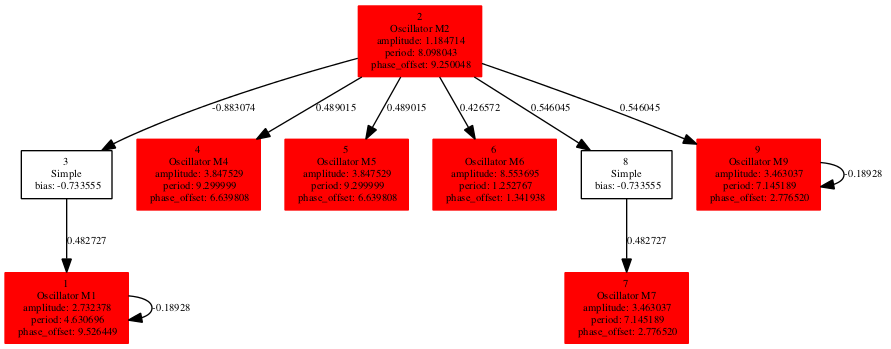 2
Oscillator M2
amplitude: 1.184714
period: 8.098043
phase_offset: 9.250048
-0.883074
0.489015
0.489015
0.426572
0.546045
0.546045
3
Simple
bias: -0.733555
4
Oscillator M4
amplitude: 3.847529
period: 9.299999
phase_offset: 6.639808
5
Oscillator M5
amplitude: 3.847529
period: 9.299999
phase_offset: 6.639808
6
Oscillator M6
amplitude: 8.553695
period: 1.252767
phase_offset: 1.341938
8
Simple
bias: -0.733555
9
Oscillator M9
amplitude: 3.463037
period: 7.145189
phase_offset: 2.776520
-0.18928
0.482727
0.482727
1
Oscillator M1
amplitude: 2.732378
period: 4.630696
phase_offset: 9.526449
-0.18928
7
Oscillator M7
amplitude: 3.463037
period: 7.145189
phase_offset: 2.776520